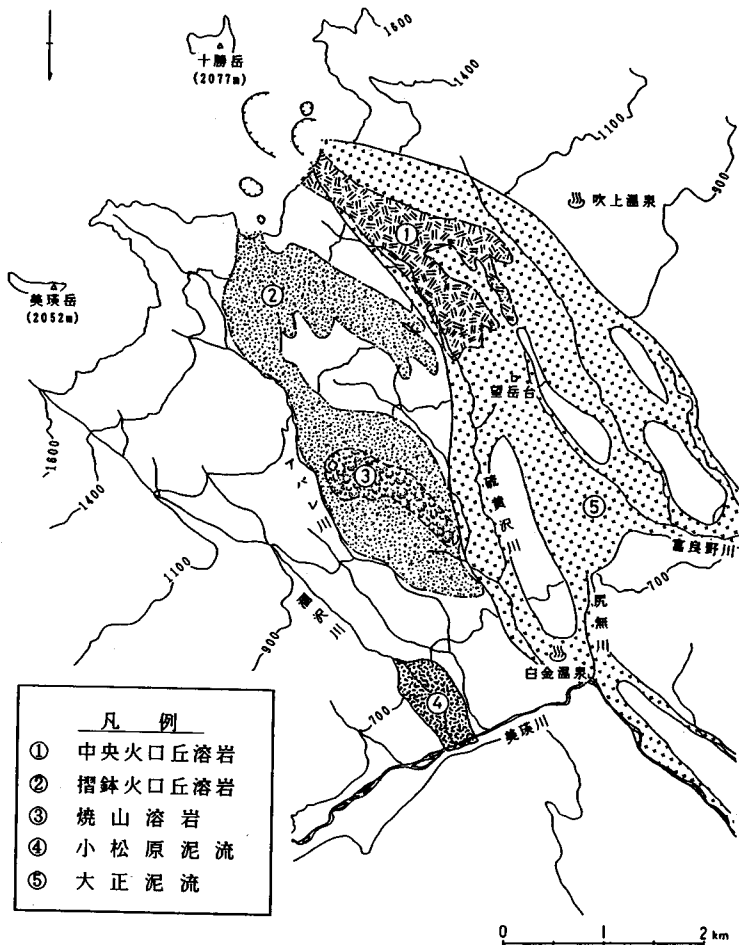 十勝岳
(2077m)
1600
1400
1100
900
吹上温泉
①
②
美瑛岳
(2052m)
望岳台
1600
1400
1100
900
アバレ川
③
硫黄沢川
⑤
富良野川
700
尻無川
白金温泉
涸沢川
④
700
美瑛川
凡例
① 中央火口丘溶岩
② 摺鉢火口丘溶岩
③ 焼山溶岩
④ 小松原泥流
⑤ 大正泥流
0 2 km